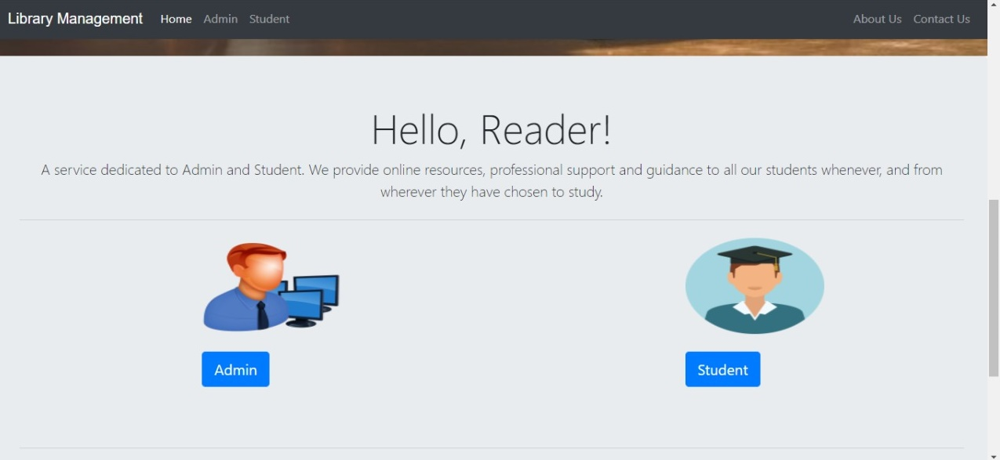 Library Management Home Admin Student About Us Contact Us
Hello, Reader!
A service dedicated to Admin and Student. We provide online resources, professional support and guidance to all our students whenever, and from
wherever they have chosen to study.
Admin Student